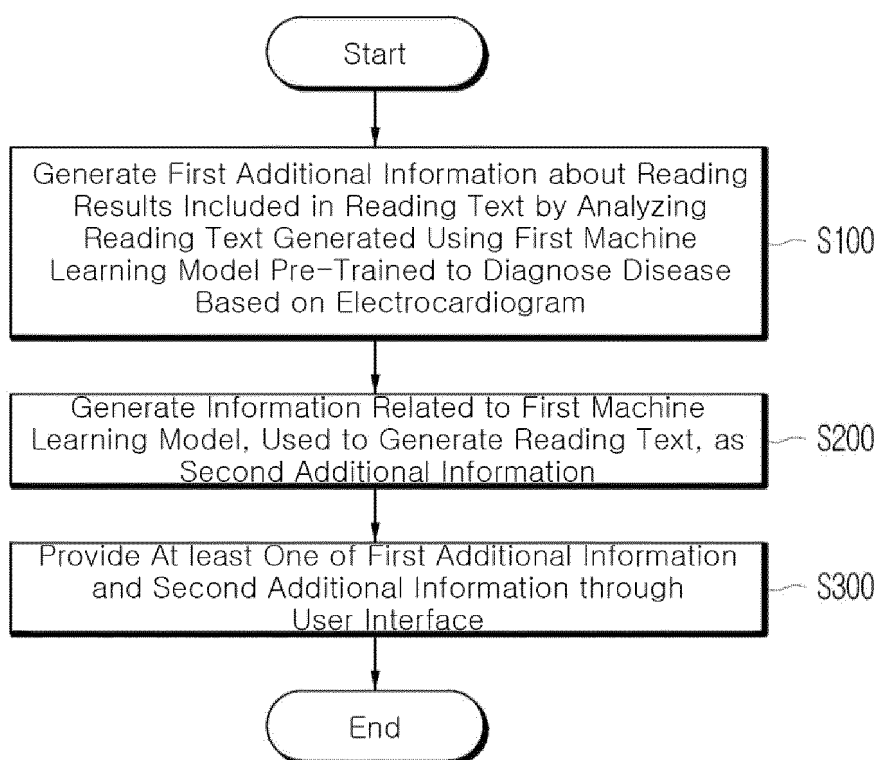 Start
Generate First Additional Information about Reading
Results Included in Reading Text by Analyzing
Reading Text Generated Using First Machine
Learning Model Pre-Trained to Diagnose Disease
Based on Electrocardiogram
S100
Generate Information Related to First Machine
Learning Model, Used to Generate Reading Text, as
Second Additional Information
S200
Provide At least One of First Additional Information
and Second Additional Information through
User Interface
S300
End